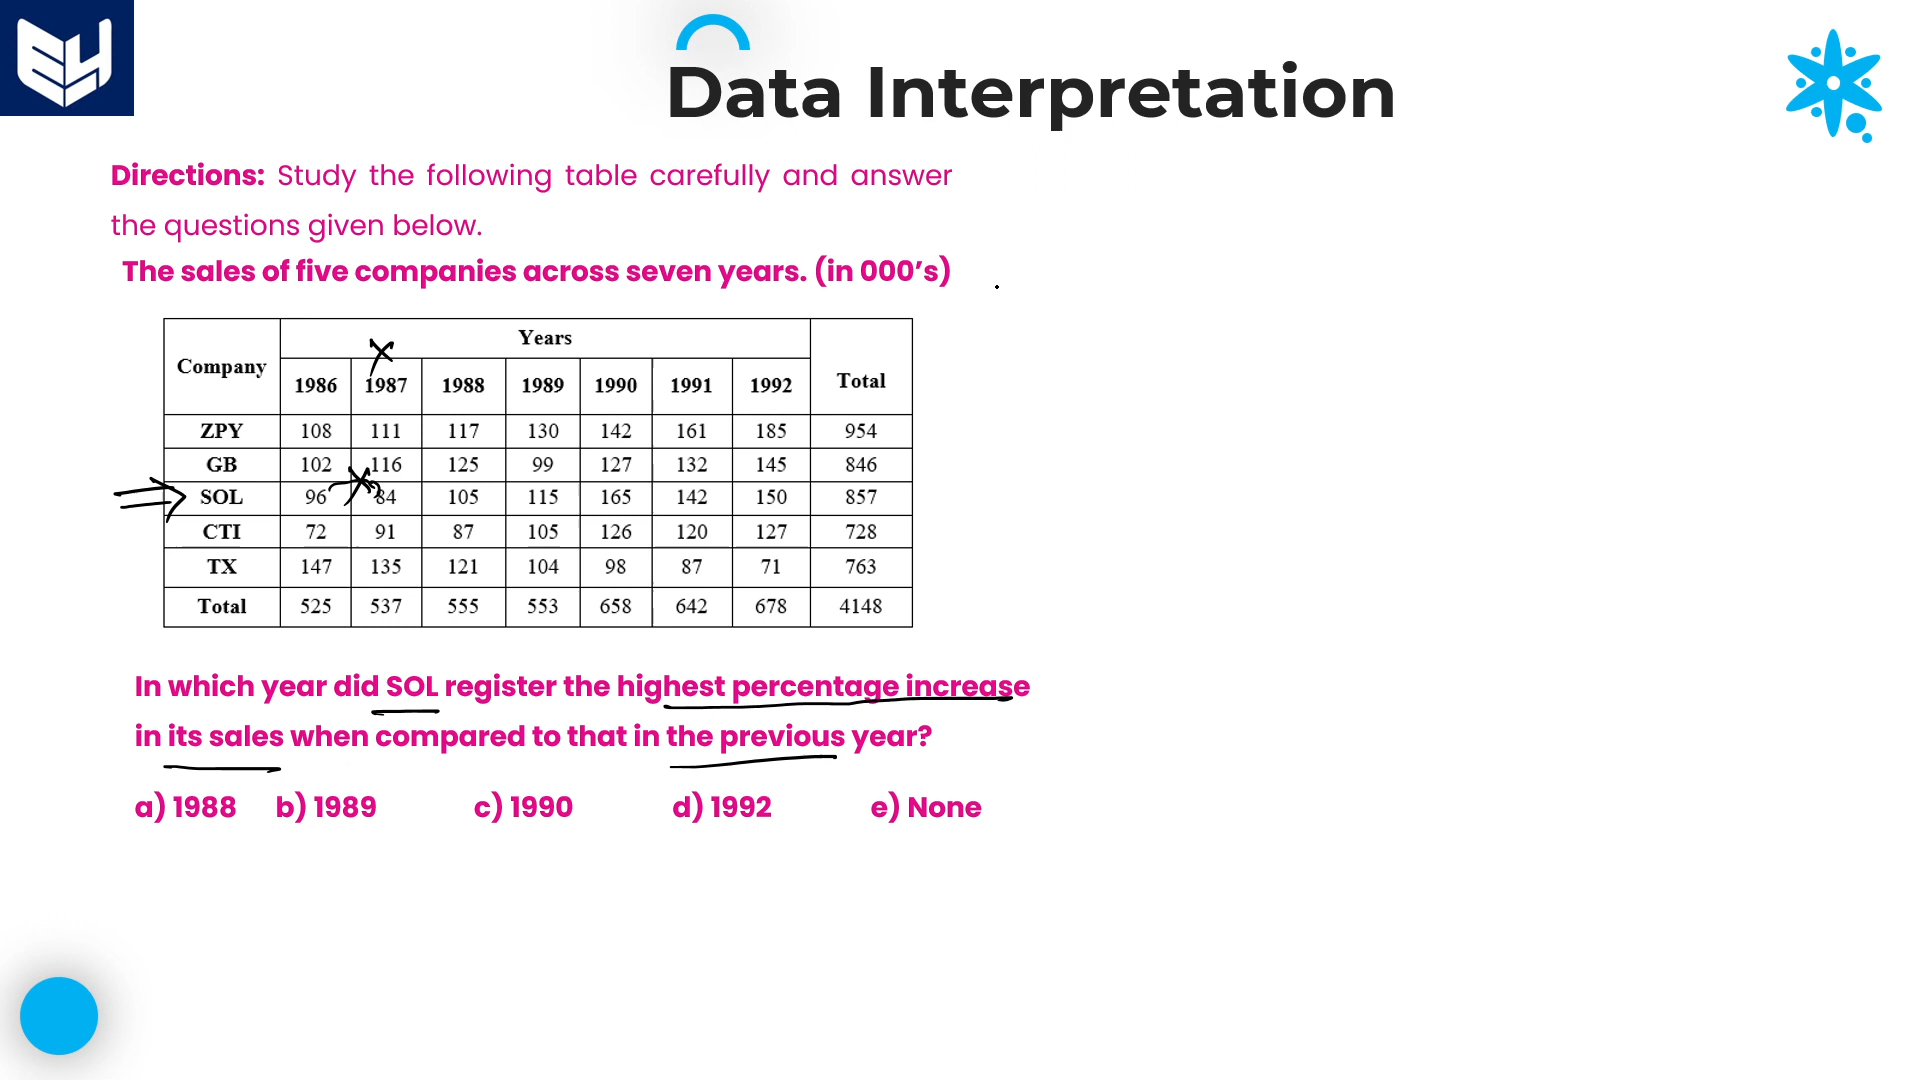 Data Interpretation
Directions: Study the following table carefully and answer
the questions given below.
The sales of five companies across seven years. (in 000's)
Company Years Total
1986 1987 1988 1989 1990 1991 1992
ZPY 108 111 117 130 142 161 185 954
GB 102 116 125 99 127 132 145 846
SOL 96 84 105 115 165 142 150 857
CTI 72 91 87 105 126 120 127 728
TX 147 135 121 104 98 87 71 763
Total 525 537 555 553 658 642 678 4148
In which year did SOL register the highest percentage increase
in its sales when compared to that in the previous year?
a) 1988 b) 1989 c) 1990 d) 1992 e) None